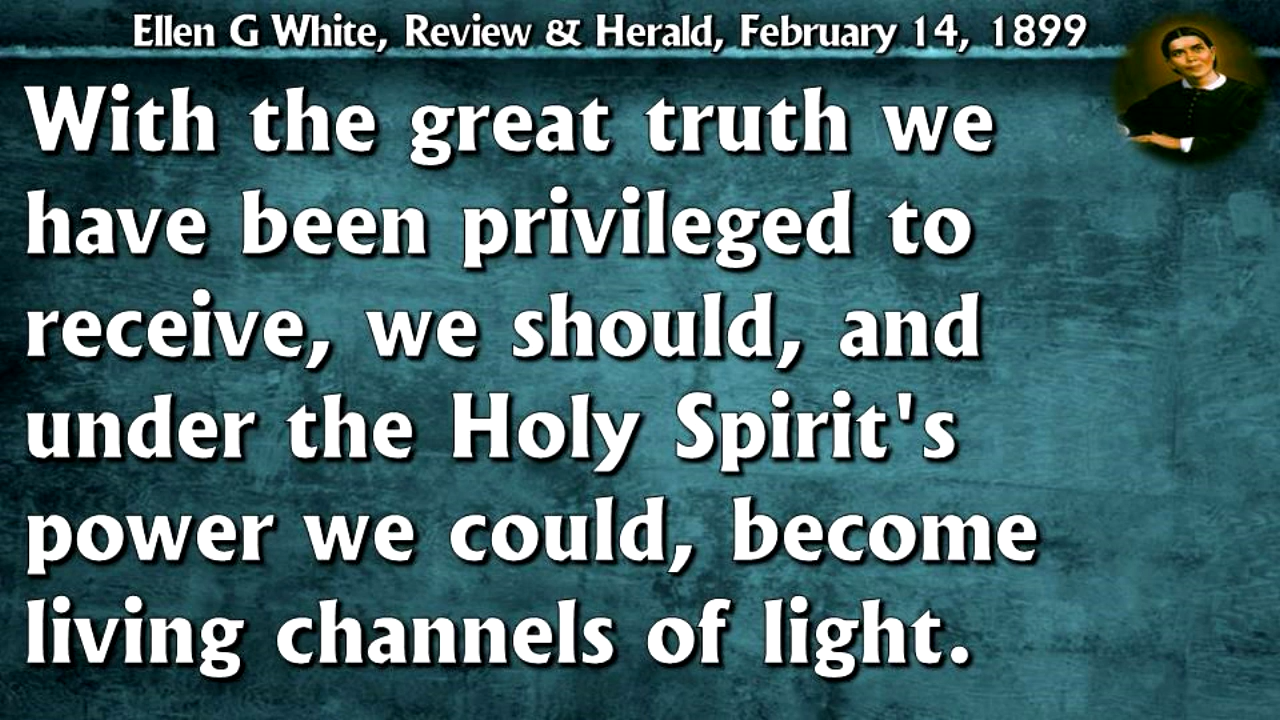 Ellen G White, Review & Herald, February 14, 1899
With the great truth we
have been privileged to
receive, we should, and
under the Holy Spirit's
power we could, become
living channels of light.